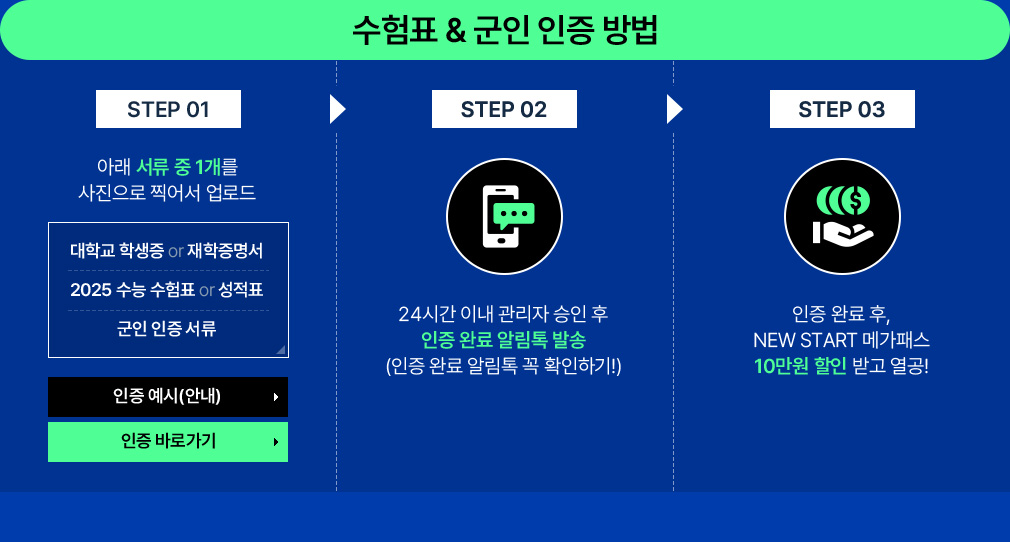 수험표 & 군인 인증 방법
STEP 01
아래 서류 중 1개를
사진으로 찍어서 업로드
대학교 학생증 or 재학증명서
2025 수능 수험표 or 성적표
군인 인증 서류
인증 예시(안내)
인증 바로가기
STEP 02
24시간 이내 관리자 승인 후
인증 완료 알림톡 발송
(인증 완료 알림톡 꼭 확인하기!)
STEP 03
$
인증 완료 후,
NEW START 메가패스
10만원 할인 받고 열공!